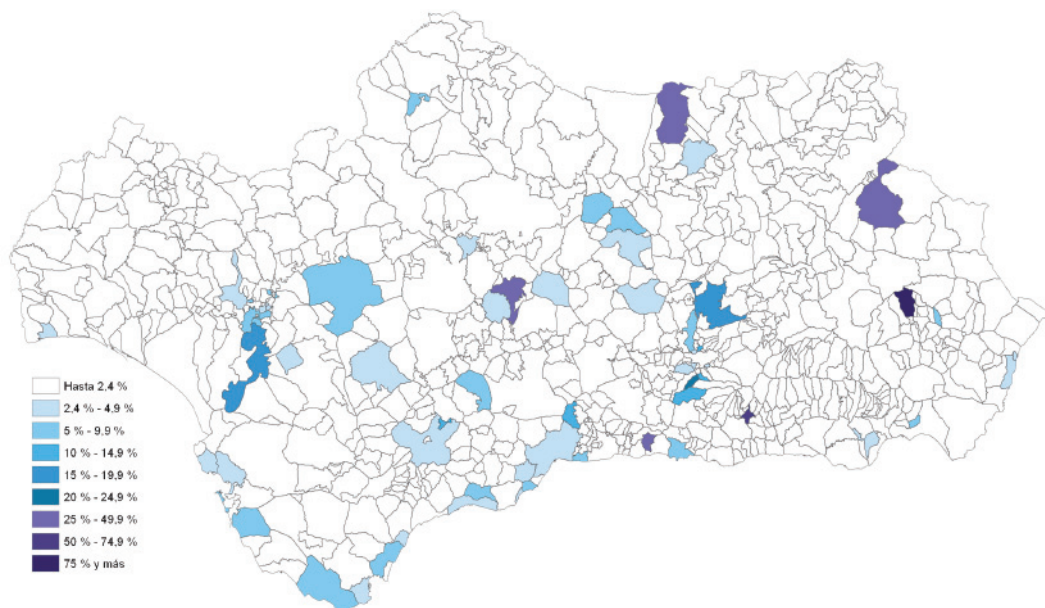 Hasta 2,4 %
2,4 % - 4,9 %
5 % - 9,9 %
10 % - 14,9 %
15 % - 19,9 %
20 % - 24,9 %
25 % - 49,9 %
50 % - 74,9 %
75 % y más